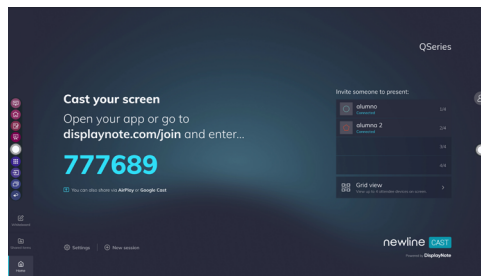 QSeries
Cast your screen
Open your app or go to
displaynote.com/join and enter...
777689
You can also share via AirPlay or Google Cast
Settings
New session
Invite someone to present:
alumno
Connected
2/4
alumno 2
Connected
2/4
3/4
4/4
Grid view
newline CAST
Powered by DisplayNote
Home